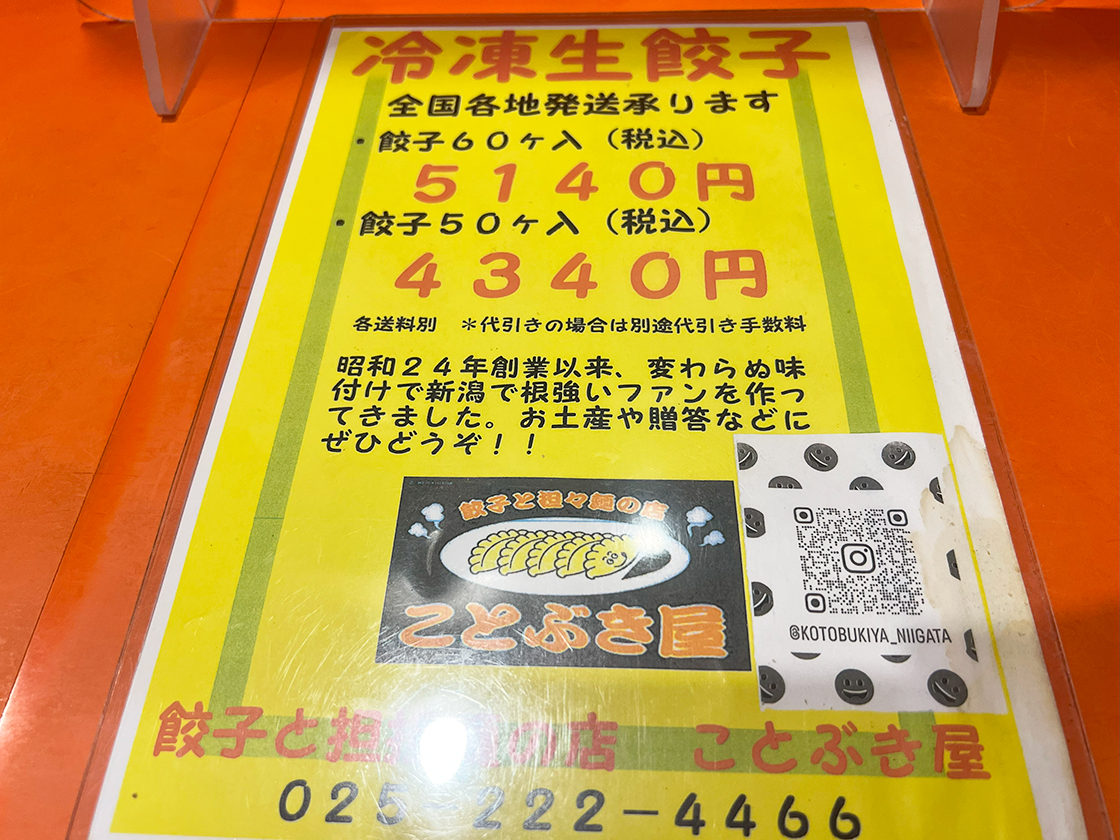 冷凍生餃子
全国各地発送承ります
・餃子60ヶ入（税込）
5140円
・餃子50ヶ入（税込）
4340円
各送料別　＊代引きの場合は別途代引き手数料
昭和24年創業以来、変わらぬ味
付けで新潟で根強いファンを作っ
てきました。お土産や贈答などに
ぜひどうぞ！！
餃子と担々麺の店
ことぶき屋
@KOTOBUKIYA_NIIGATA
餃子と担 の店　ことぶき屋
025-222-4466